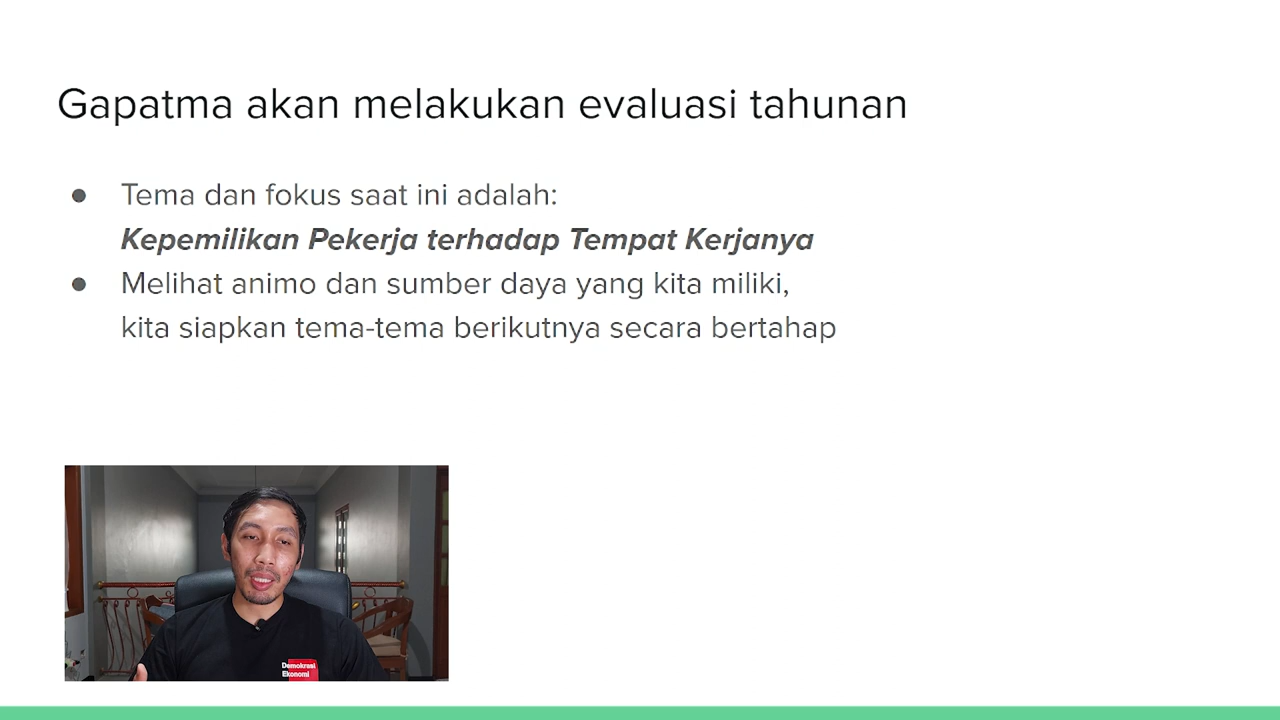 Gapatma akan melakukan evaluasi tahunan
● Tema dan fokus saat ini adalah:
Kepemilikan Pekerja terhadap Tempat Kerjanya
● Melihat animo dan sumber daya yang kita miliki,
kita siapkan tema-tema berikutnya secara bertahap
Demokrasi
Ekonomi